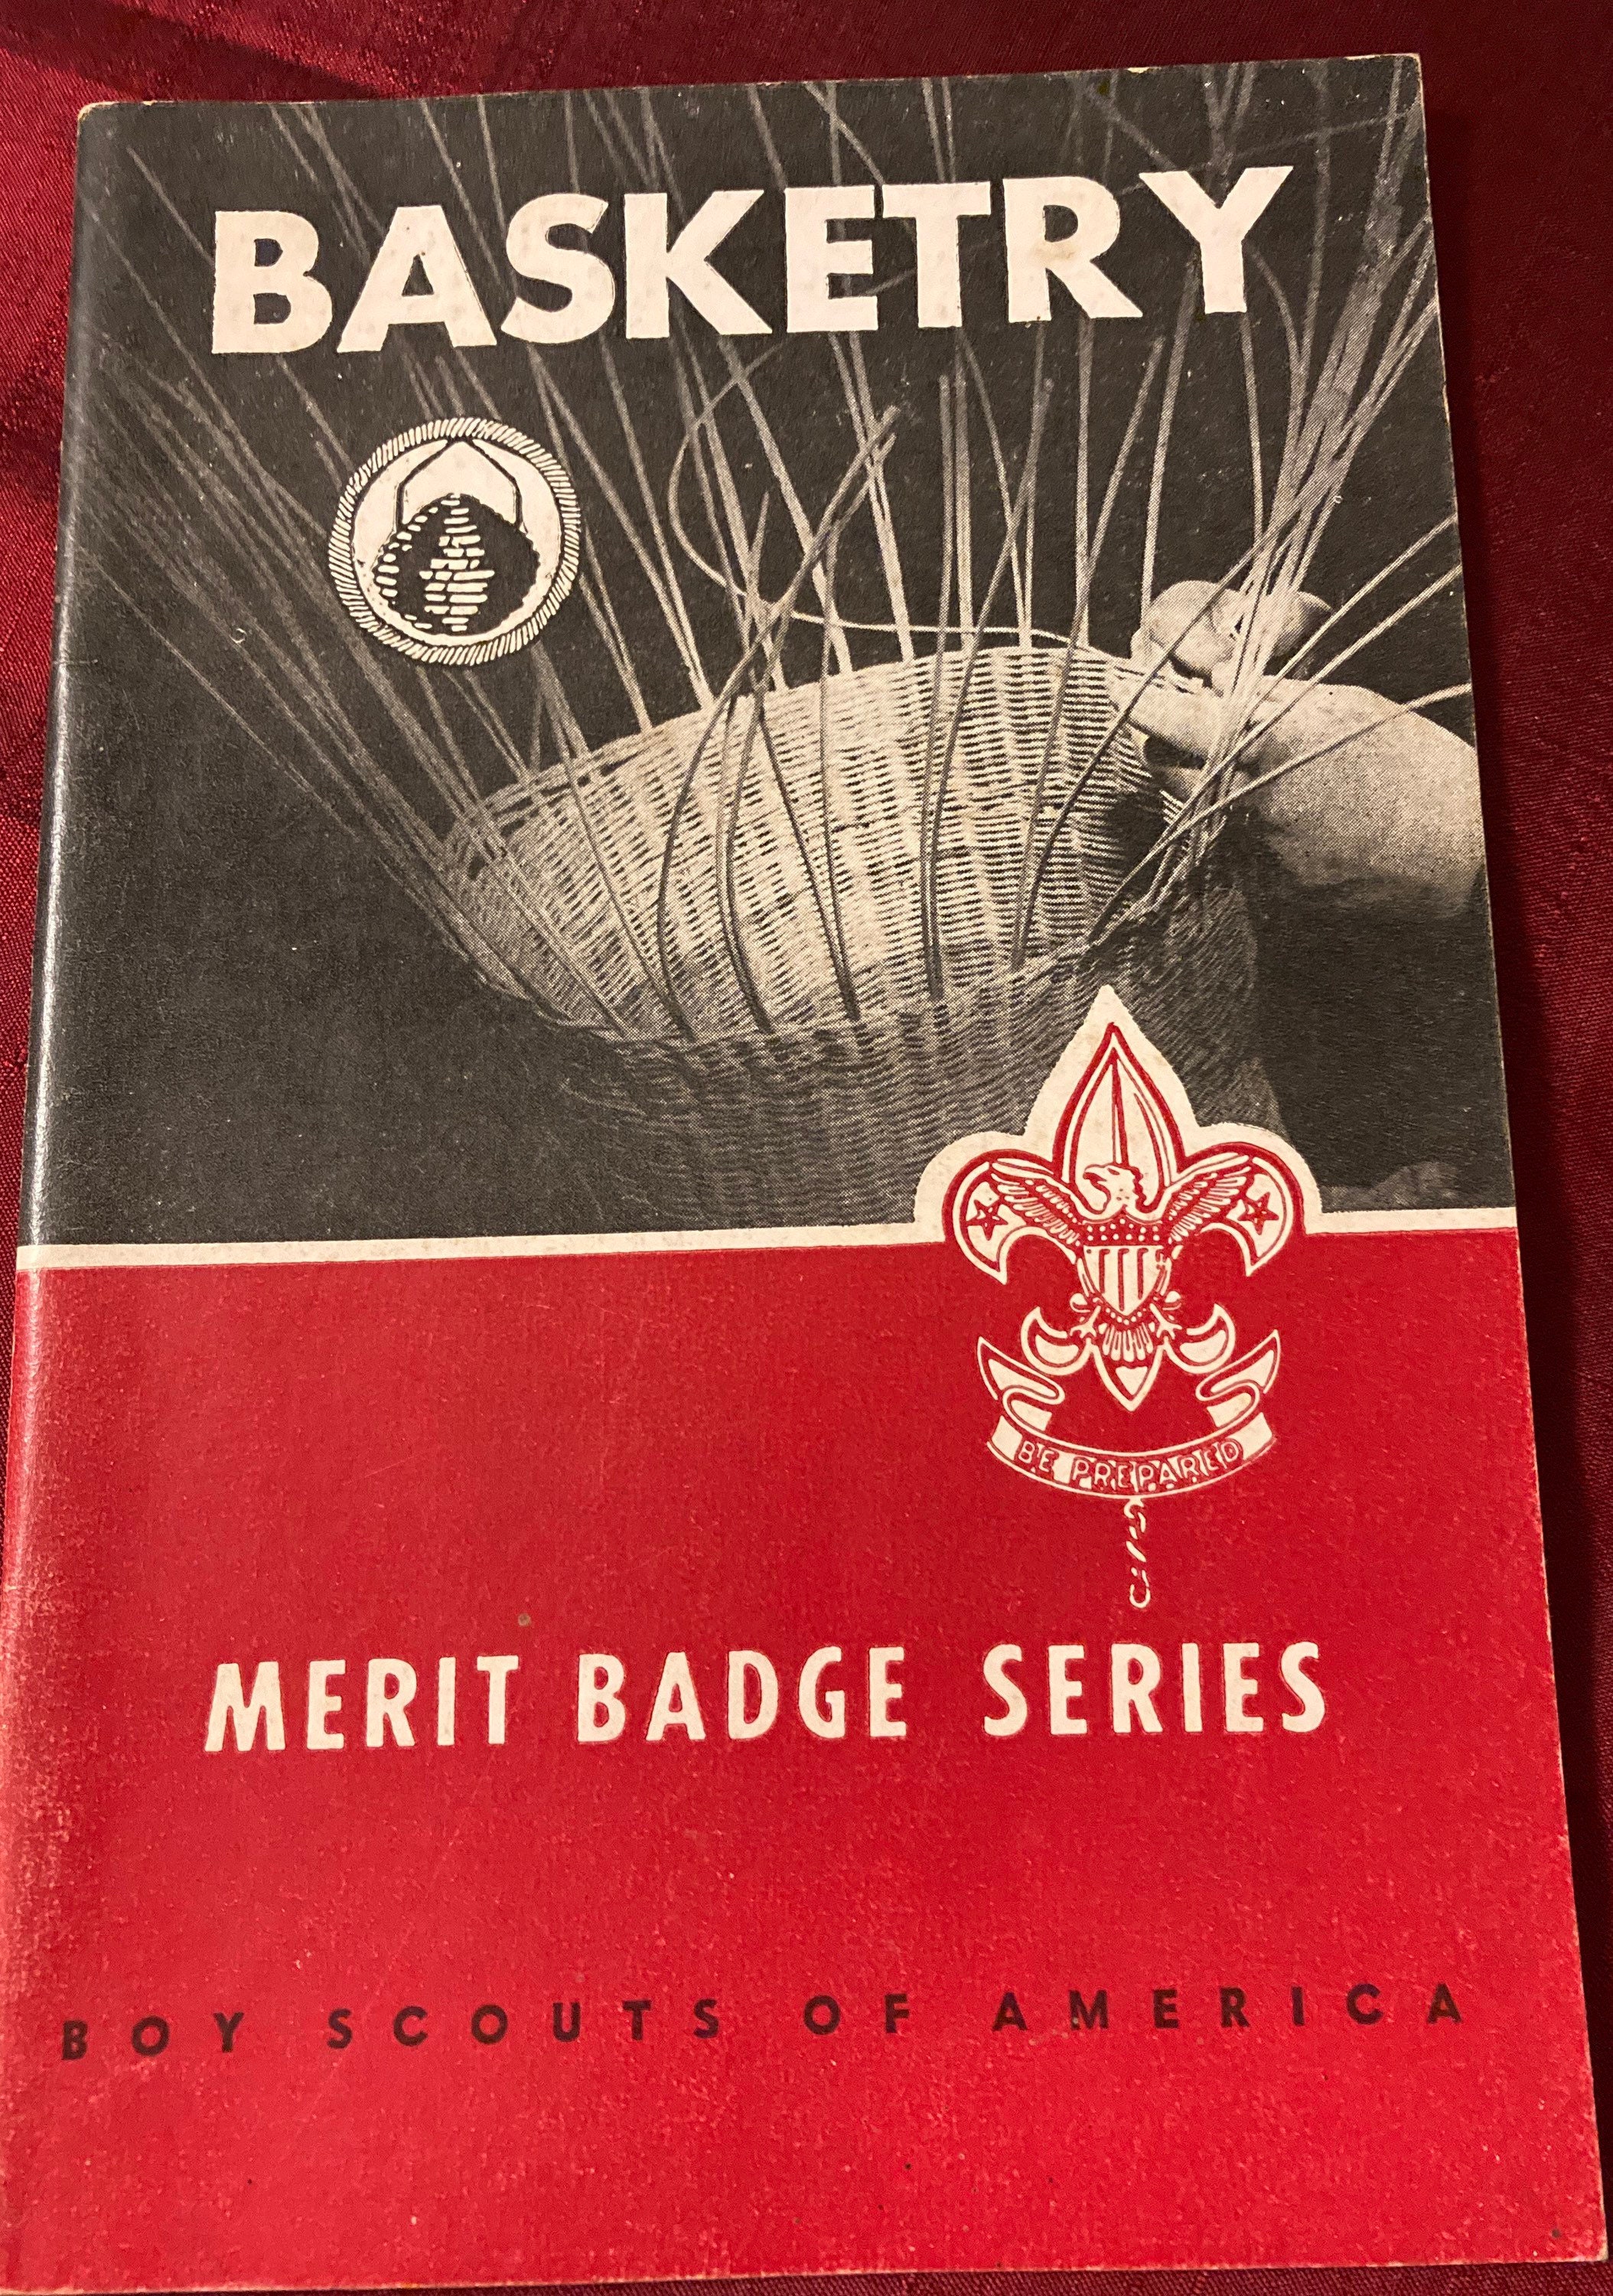 BASKETRY
BE PREPARED
MERIT BADGE SERIES
BOY SCOUTS OF AMERICA